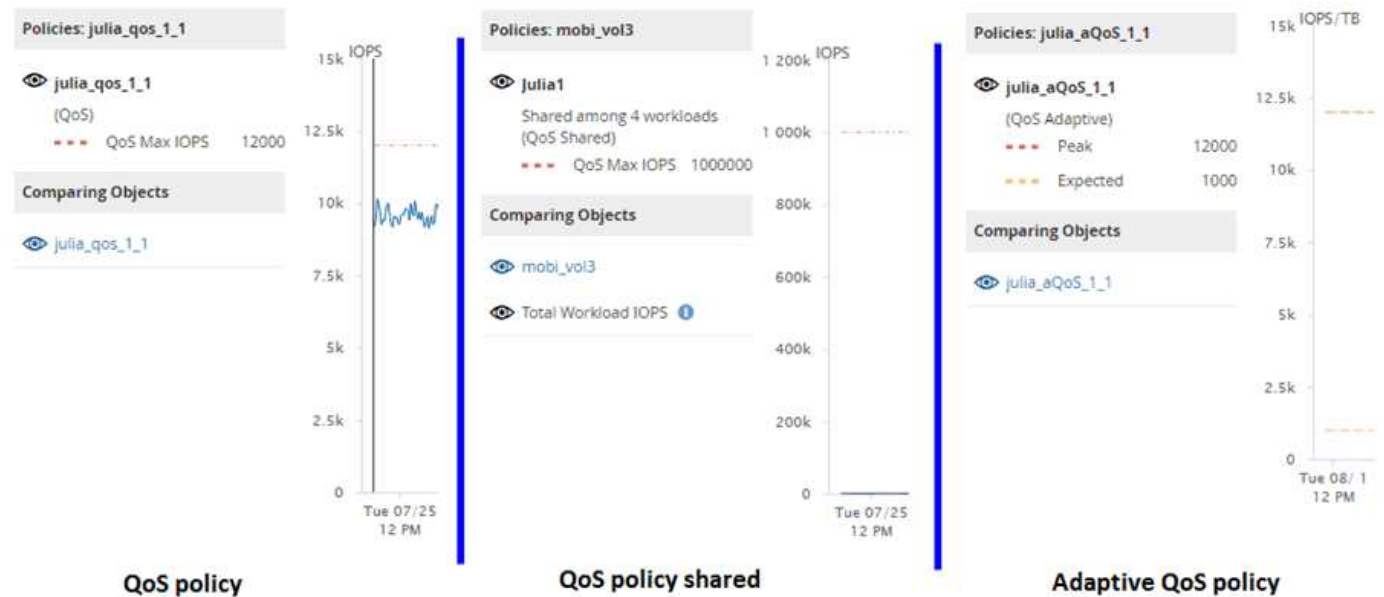 Policies: julia_qos_1_1
julia_qos_1_1
(QoS)
QoS Max IOPS 12000
Comparing Objects
julia_qos_1_1
IOPS
15k
12.5k
10k
7.5k
5k
2.5k
0
Tue 07/25
12 PM
QoS policy
Policies: mobi_vol3
Julia1
Shared among 4 workloads
(QoS Shared)
QoS Max IOPS 1000000
Comparing Objects
mobi_vol3
Total Workload IOPS i
IOPS
1 200k
1 000k
800k
600k
400k
200k
0
Tue 07/25
12 PM
QoS policy shared
Policies: julia_aQoS_1_1
julia_aQoS_1_1
(QoS Adaptive)
Peak 12000
Expected 1000
Comparing Objects
julia_aQoS_1_1
IOPS/TB
15k
12.5k
10k
7.5k
5k
2.5k
0
Tue 08/ 1
12 PM
Adaptive QoS policy